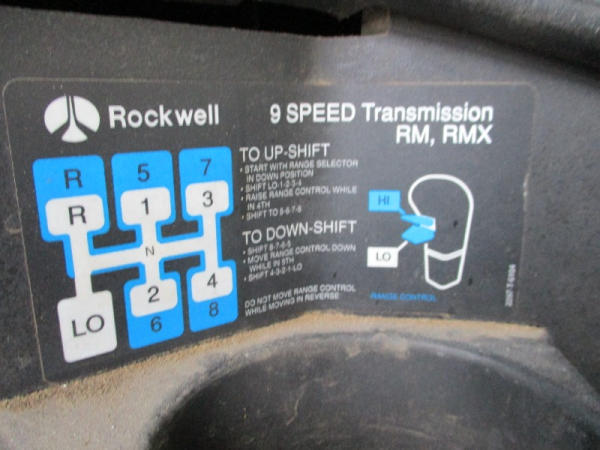 Rockwell
9 SPEED Transmission
RM, RMX
R 5 7
R 1 3
N
2 4
LO 6 8
TO UP-SHIFT
• START WITH RANGE SELECTOR
IN DOWN POSITION
• SHIFT LO-1-2-3-4
• RAISE RANGE CONTROL WHILE
IN 4TH
• SHIFT TO 5-6-7-8
TO DOWN-SHIFT
• SHIFT 8-7-6-5
• MOVE RANGE CONTROL DOWN
WHILE IN 5TH
• SHIFT 4-3-2-1-LO
DO NOT MOVE RANGE CONTROL
WHILE MOVING IN REVERSE
HI
LO
RANGE CONTROL